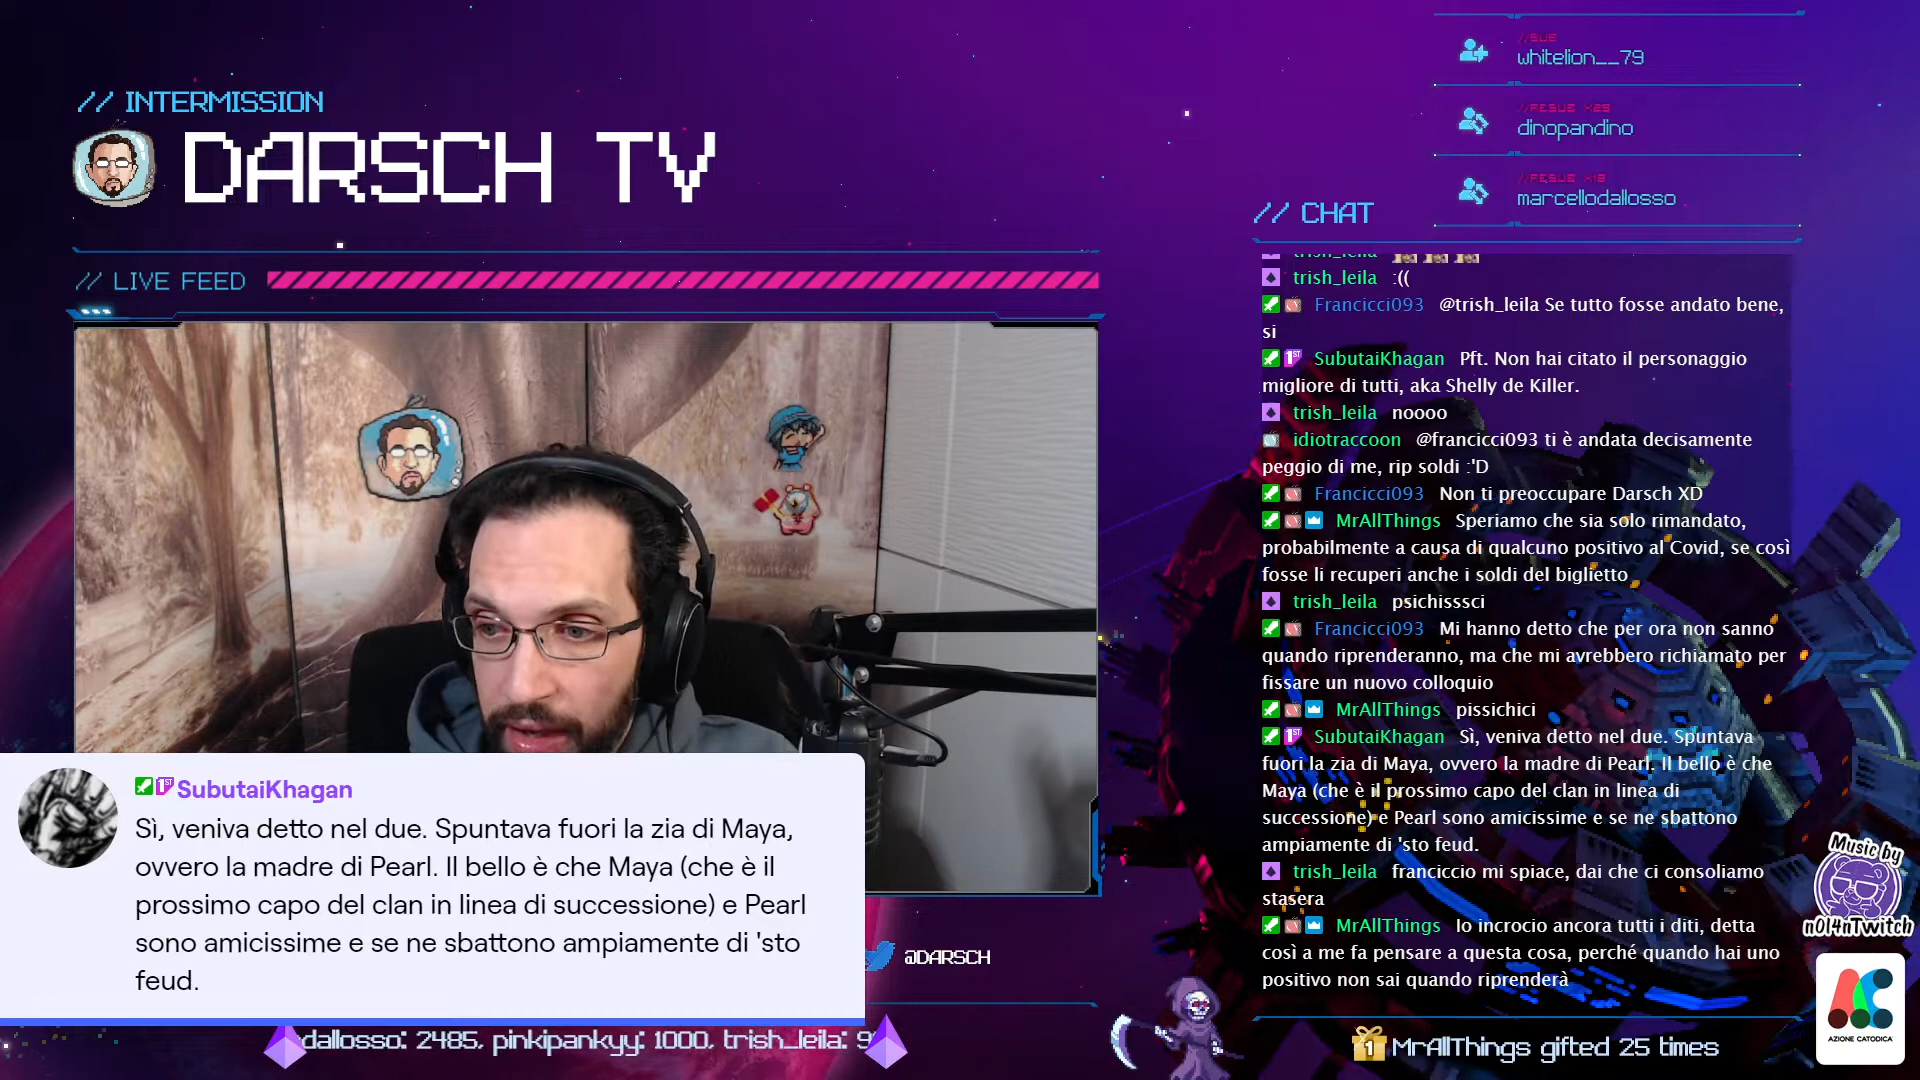 // INTERMISSION
DARSCH TV
// LIVE FEED
//SUB
whitelion__79
//RESUB X25
dinopandino
marcellodallosso
// CHAT
trish_leila
trish_leila :((
Francicci093 @trish_leila Se tutto fosse andato bene,
si
SubutaiKhagan Pft. Non hai citato il personaggio
migliore di tutti, aka Shelly de Killer.
trish_leila noooo
idiotraccoon @francicci093 ti è andata decisamente
peggio di me, rip soldi :'D
Francicci093 Non ti preoccupare Darsch XD
MrAllThings Speriamo che sia solo rimandato,
probabilmente a causa di qualcuno positivo al Covid, se così
fosse li recuperi anche i soldi del biglietto
trish_leila psichisssci
Francicci093 Mi hanno detto che per ora non sanno
quando riprenderanno, ma che mi avrebbero richiamato per
fissare un nuovo colloquio
MrAllThings pissichici
1ST SubutaiKhagan Sì, veniva detto nel due. Spuntava
fuori la zia di Maya, ovvero la madre di Pearl. Il bello è che
Maya (che è il prossimo capo del clan in linea di
successione) e Pearl sono amicissime e se ne sbattono
ampiamente di 'sto feud.
trish_leila franciccio mi spiace, dai che ci consoliamo
stasera
MrAllThings Io incrocio ancora tutti i diti, detta
così a me fa pensare a questa cosa, perché quando hai uno
positivo non sai quando riprenderà
1ST SubutaiKhagan
Sì, veniva detto nel due. Spuntava fuori la zia di Maya,
ovvero la madre di Pearl. Il bello è che Maya (che è il
prossimo capo del clan in linea di successione) e Pearl
sono amicissime e se ne sbattono ampiamente di 'sto
feud.
@DARSCH
dallosso: 2485, pinkipankyy: 1000, trish_leila: 9
1 MrAllThings gifted 25 times
Music by
n0l4nTwitch
AZIONE CATODICA